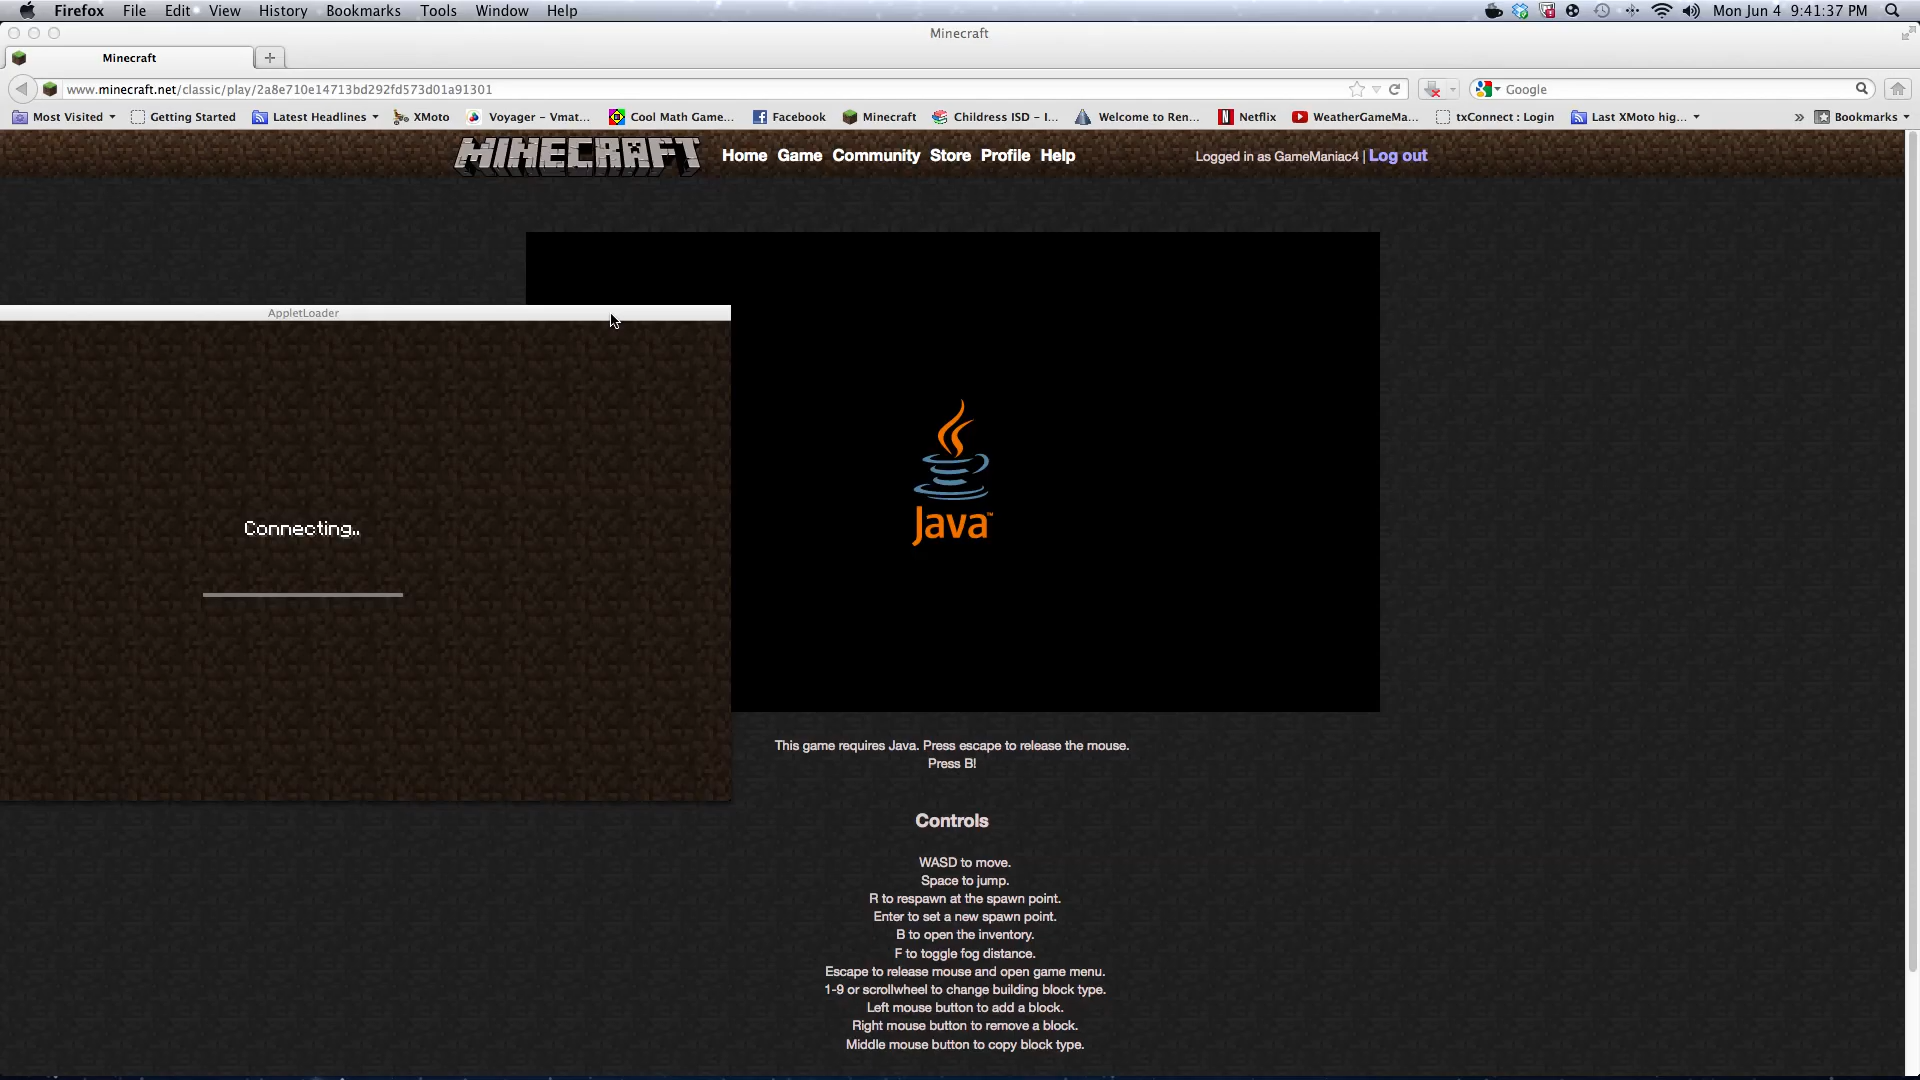 Firefox File Edit View History Bookmarks Tools Window Help Mon Jun 4 9:41:37 PM
Minecraft
Minecraft
www.minecraft.net/classic/play/2a8e710e14713bd292fd573d01a91301 Google
Most Visited Getting Started Latest Headlines XMoto Voyager - Vmat... Cool Math Game... Facebook Minecraft Childress ISD - I... Welcome to Ren... Netflix WeatherGameMa... txConnect : Login Last XMoto hig... » Bookmarks
MINECRAFT Home Game Community Store Profile Help Logged in as GameManiac4 | Log out
AppletLoader
Connecting..
Java™
This game requires Java. Press escape to release the mouse.
Press B!
Controls
WASD to move.
Space to jump.
R to respawn at the spawn point.
Enter to set a new spawn point.
B to open the inventory.
F to toggle fog distance.
Escape to release mouse and open game menu.
1-9 or scrollwheel to change building block type.
Left mouse button to add a block.
Right mouse button to remove a block.
Middle mouse button to copy block type.